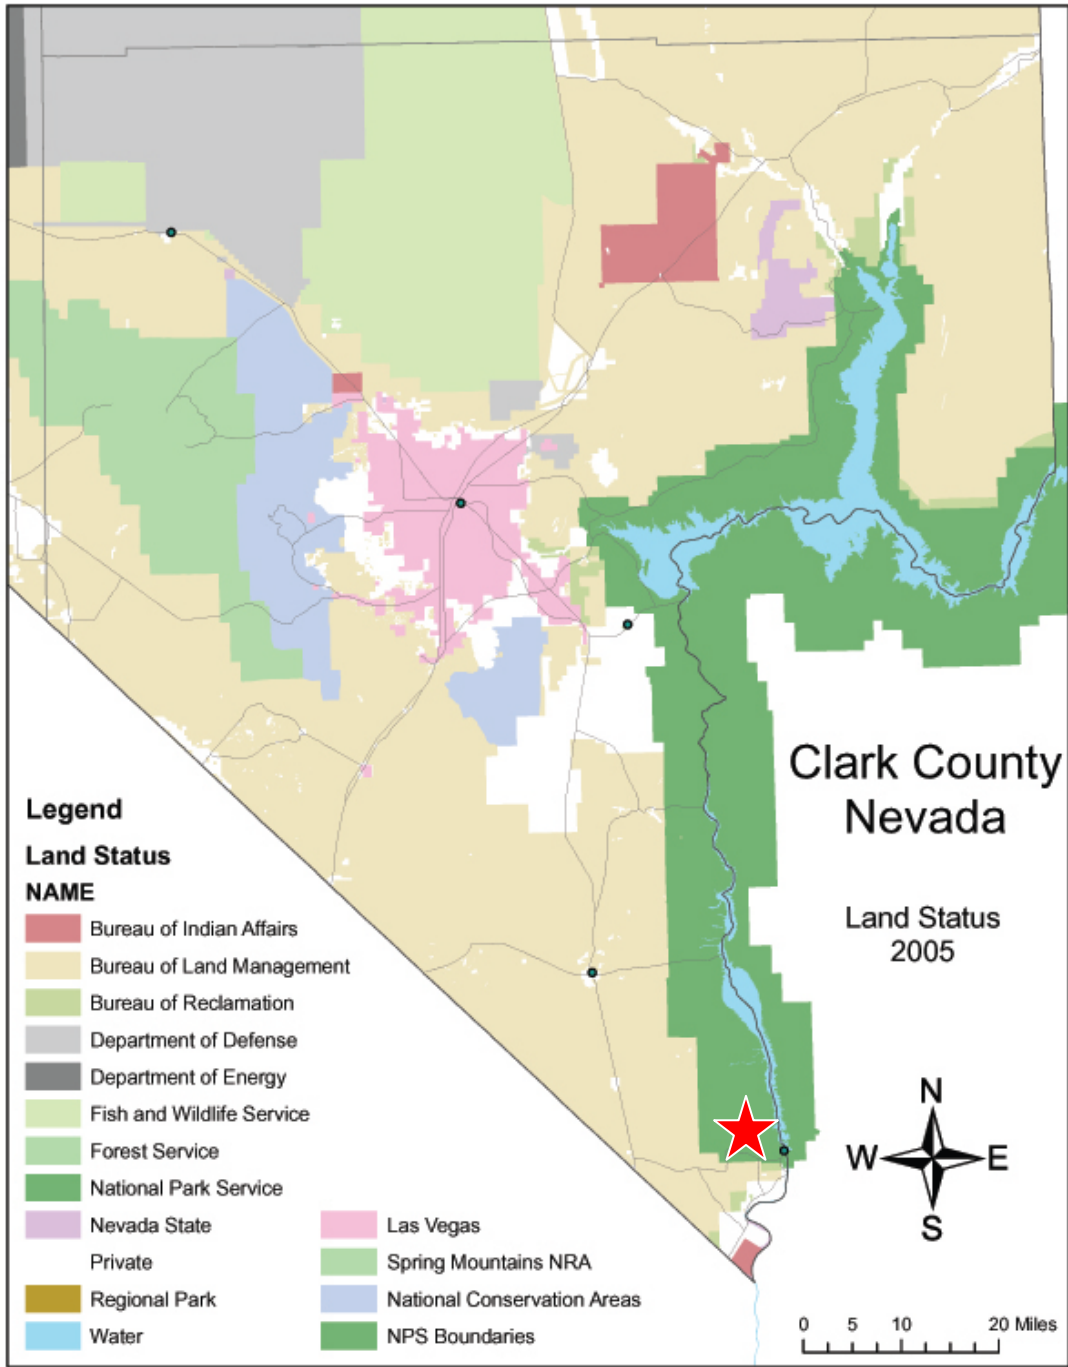 Clark County
Nevada
Land Status
2005
Legend
Land Status
NAME
Bureau of Indian Affairs
Bureau of Land Management
Bureau of Reclamation
Department of Defense
Department of Energy
Fish and Wildlife Service
Forest Service
National Park Service
Nevada State
Private
Regional Park
Water
Las Vegas
Spring Mountains NRA
National Conservation Areas
NPS Boundaries
N
W E
S
0 5 10 20 Miles